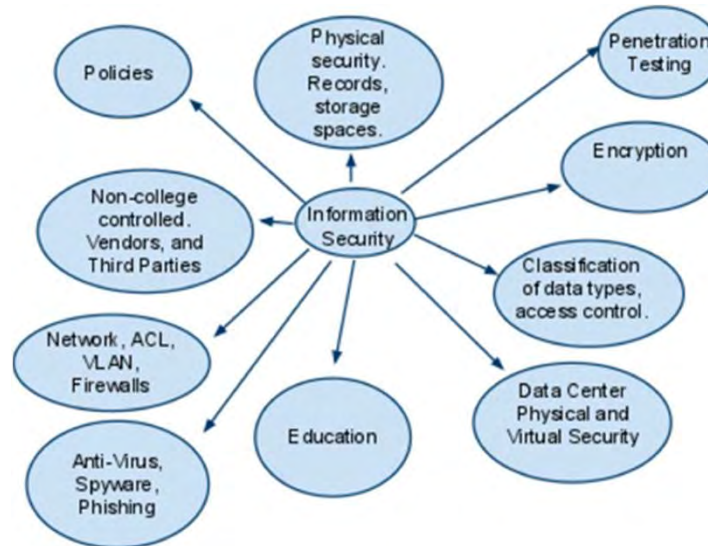 Policies
Physical
security.
Records,
storage
spaces.
Penetration
Testing
Encryption
Non-college
controlled.
Vendors, and
Third Parties
Information
Security
Classification
of data types,
access control.
Network, ACL,
VLAN,
Firewalls
Data Center
Physical and
Virtual Security
Education
Anti-Virus,
Spyware,
Phishing